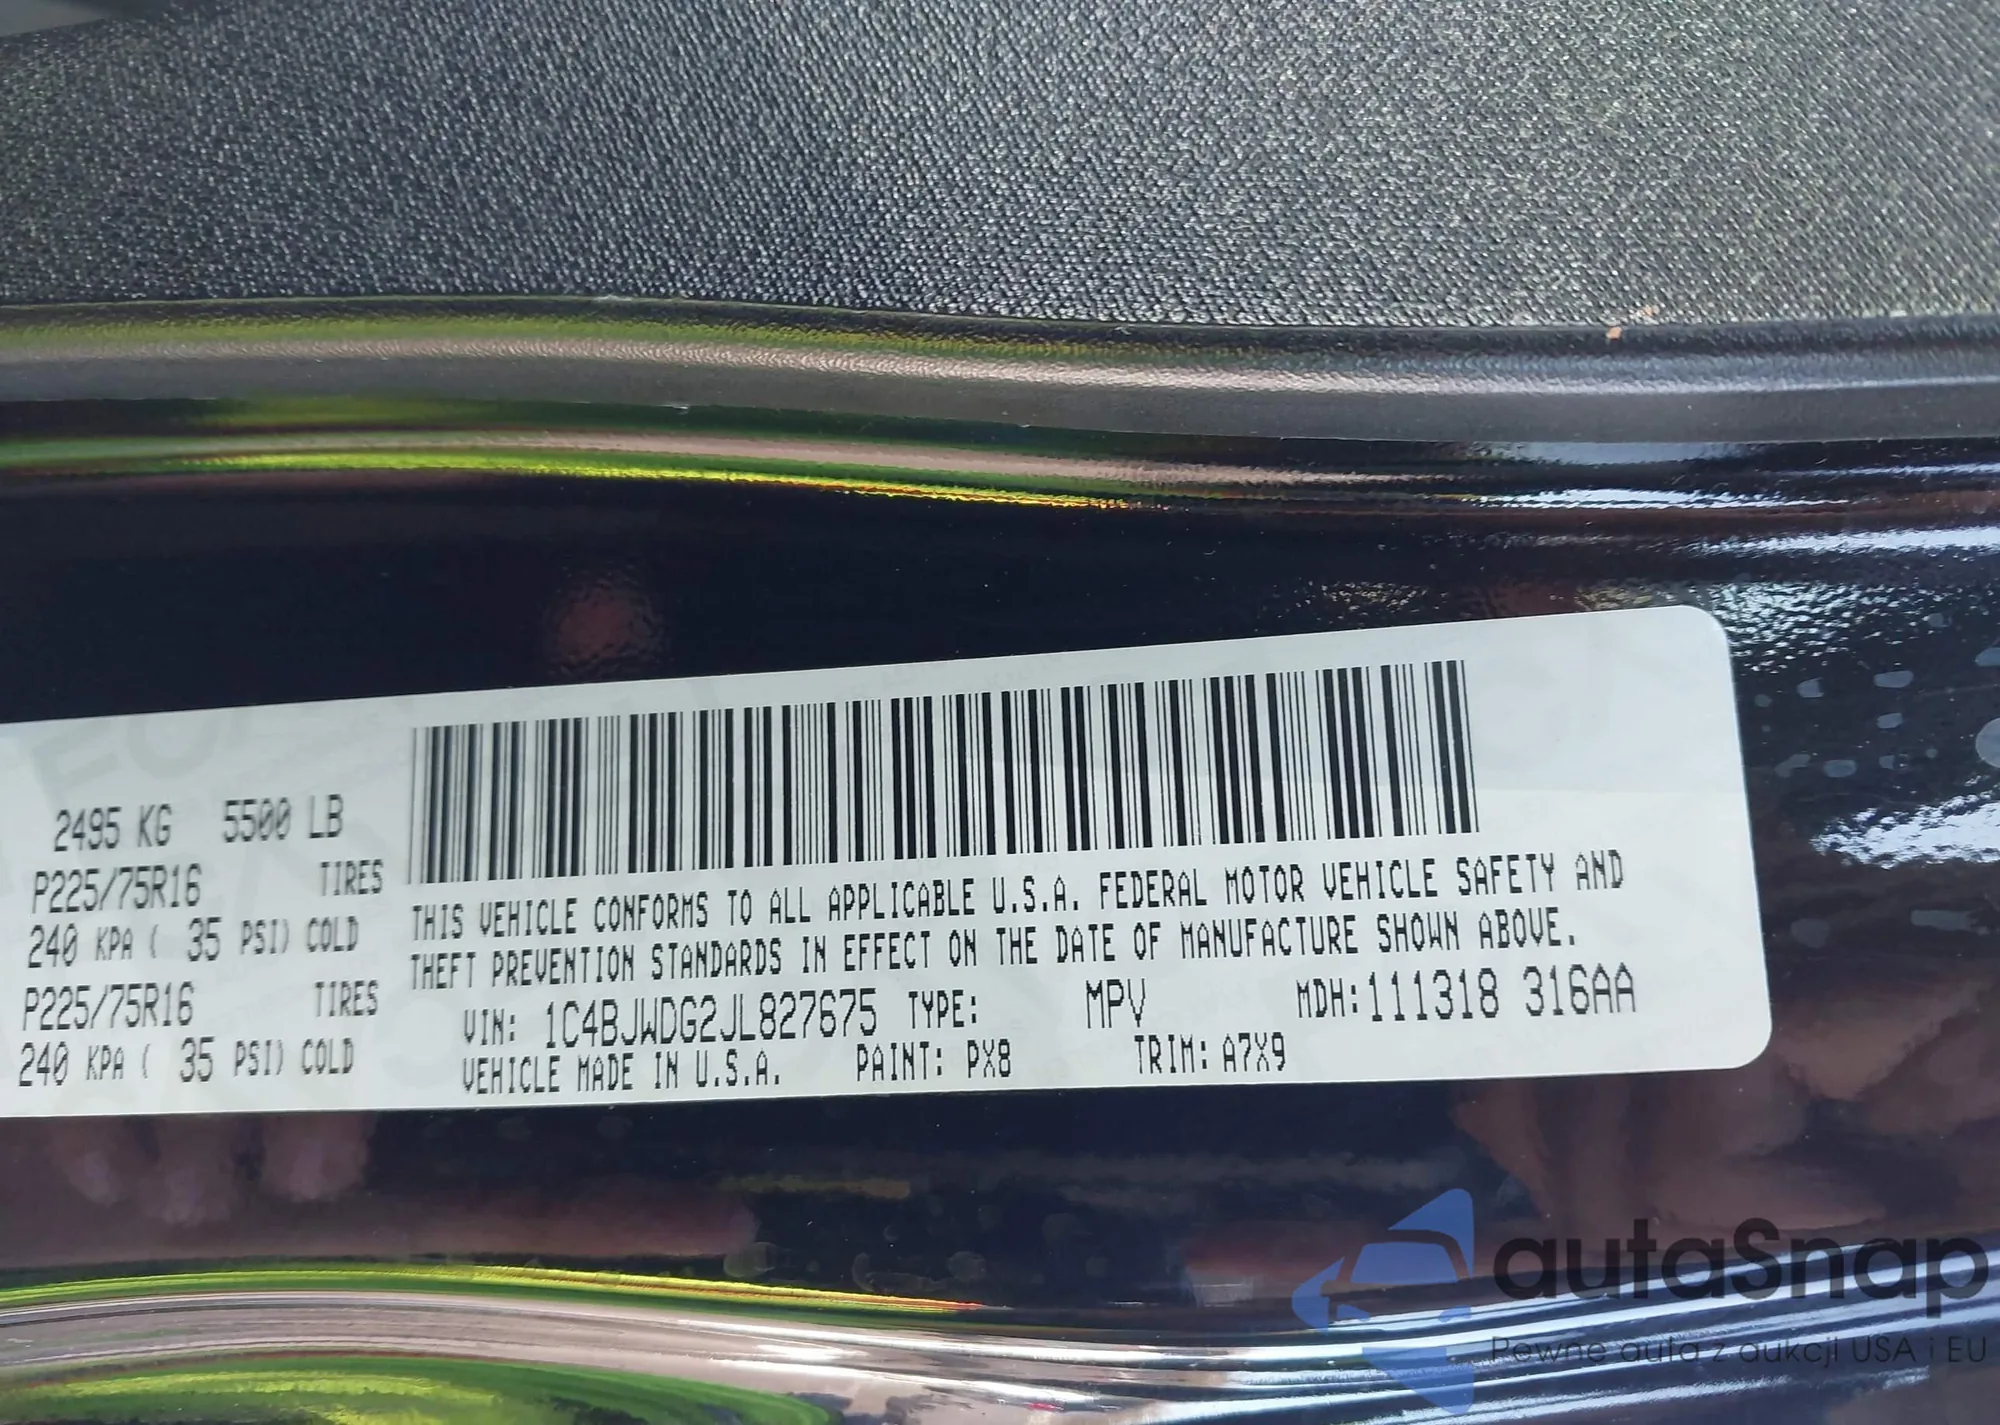 2495 KG 5500 LB
P225/75R16 TIRES
240 KPA ( 35 PSI) COLD
P225/75R16 TIRES
240 KPA ( 35 PSI) COLD
THIS VEHICLE CONFORMS TO ALL APPLICABLE U.S.A. FEDERAL MOTOR VEHICLE SAFETY AND
THEFT PREVENTION STANDARDS IN EFFECT ON THE DATE OF MANUFACTURE SHOWN ABOVE.
VIN: 1C4BJWDG2JL827675 TYPE: MPV MDH:111318 316AA
VEHICLE MADE IN U.S.A. PAINT: PX8 TRIM: A7X9
autaSnap
Pewne auta z aukcji USA i EU